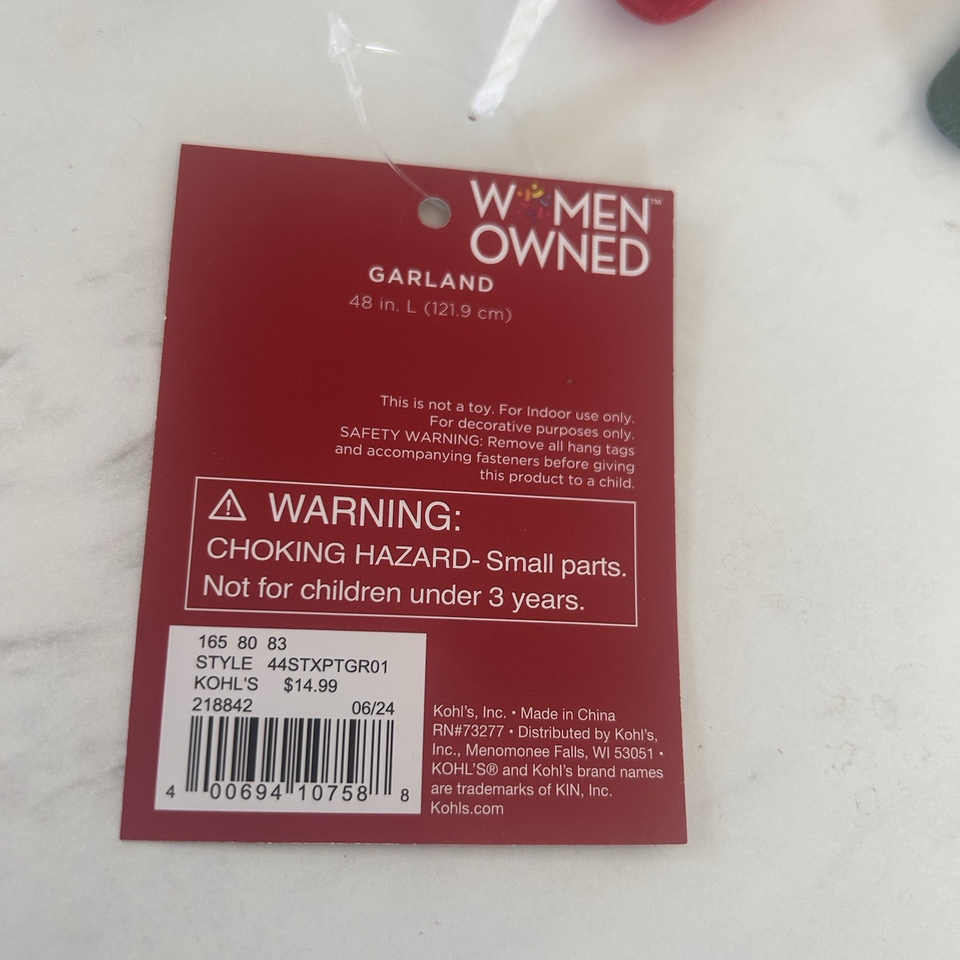 WOMEN™
OWNED
GARLAND
48 in. L (121.9 cm)
This is not a toy. For Indoor use only.
For decorative purposes only.
SAFETY WARNING: Remove all hang tags
and accompanying fasteners before giving
this product to a child.
WARNING:
CHOKING HAZARD- Small parts.
Not for children under 3 years.
165 80 83
STYLE 44STXPTGR01
KOHL'S $14.99
218842 06/24
4 00694 10758 8
Kohl's, Inc. • Made in China
RN#73277 • Distributed by Kohl's,
Inc., Menomonee Falls, WI 53051 •
KOHL'S® and Kohl's brand names
are trademarks of KIN, Inc.
Kohls.com